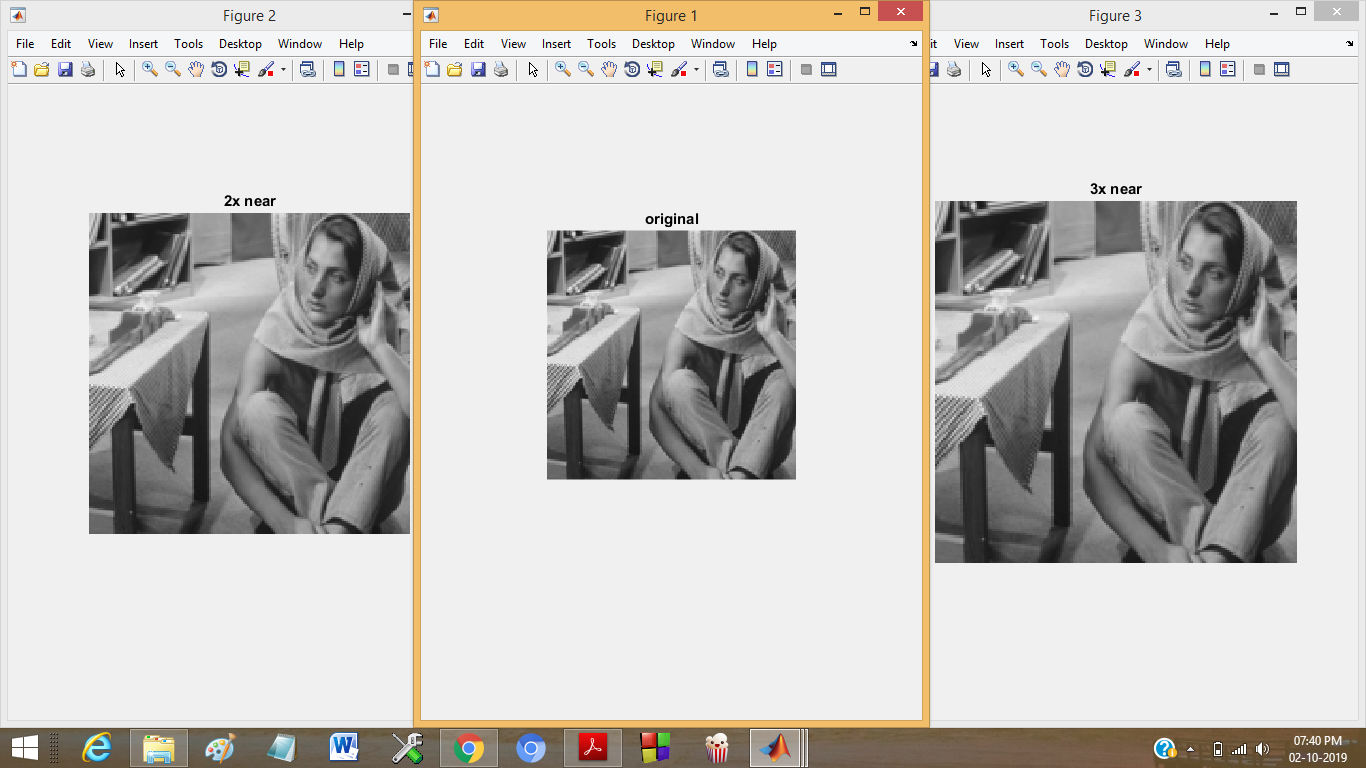 Figure 2
File Edit View Insert Tools Desktop Window Help
2x near
Figure 1
File Edit View Insert Tools Desktop Window Help
original
Figure 3
it View Insert Tools Desktop Window Help
3x near
07:40 PM
02-10-2019